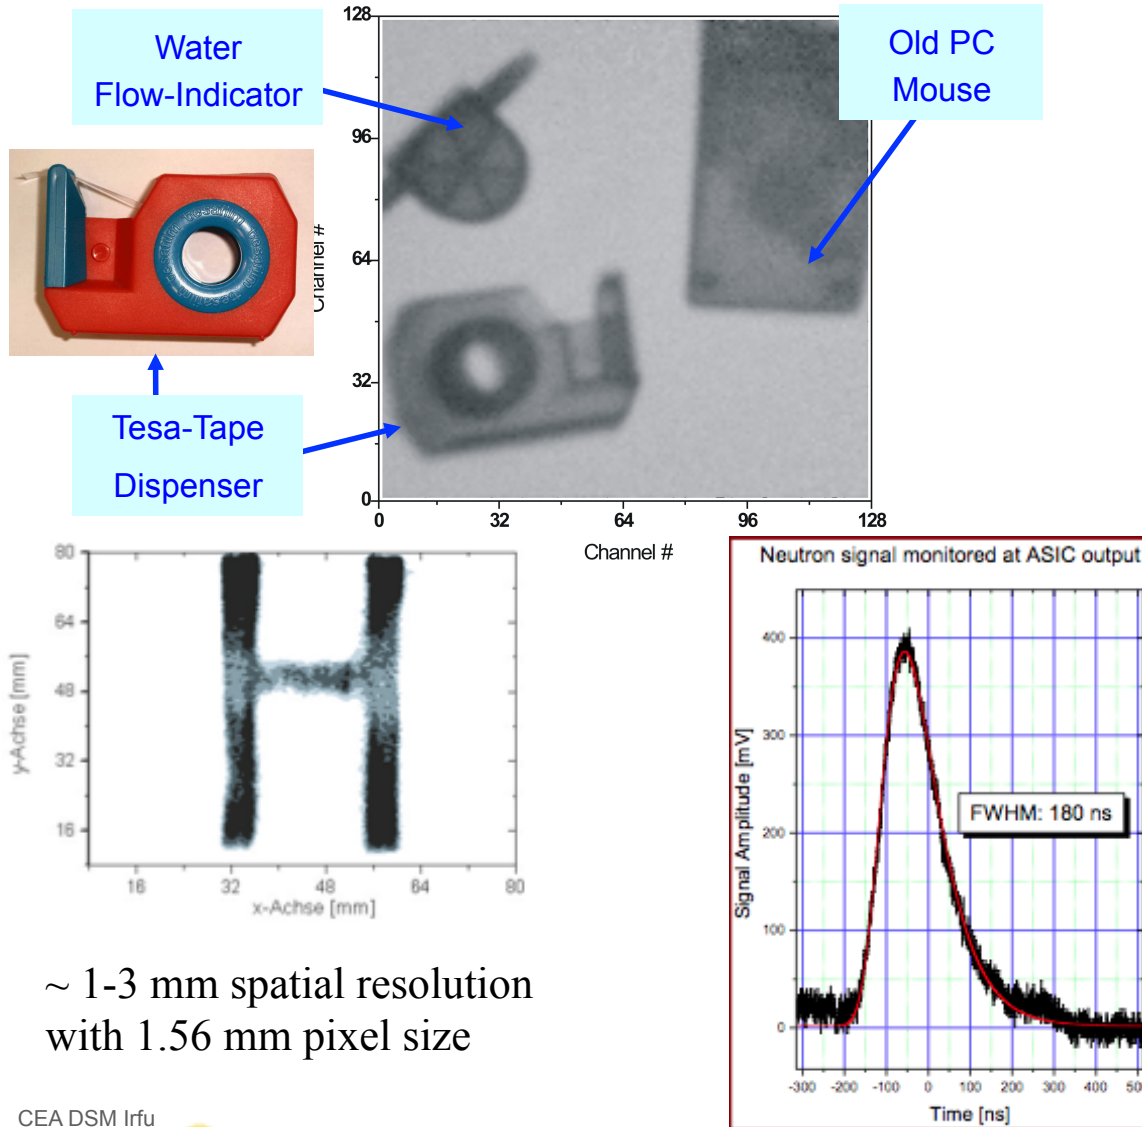 128
Water
Flow-Indicator
Old PC
Mouse
96
64
Channel #
32
Tesa-Tape
Dispenser
0
0 32 64 96 128
Channel #
80
64
48
32
16
y-Achse [mm]
16 32 48 64 80
x-Achse [mm]
Neutron signal monitored at ASIC output
400
300
200
100
0
Signal Amplitude [mV]
FWHM: 180 ns
-300 -200 -100 0 100 200 300 400
Time [ns]
~ 1-3 mm spatial resolution
with 1.56 mm pixel size
CEA DSM Irfu